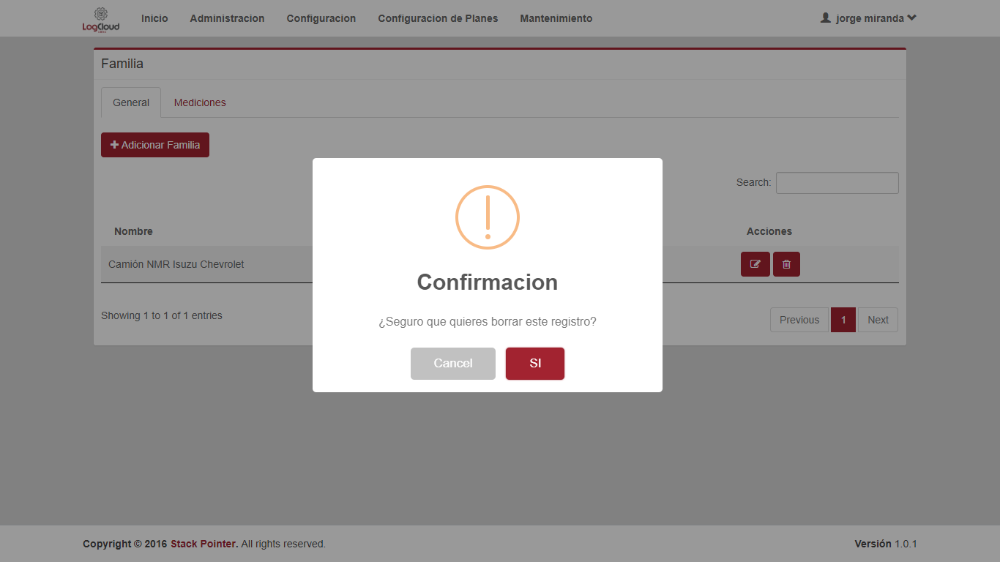 LogCloud
Inicio Administracion Configuracion Configuracion de Planes Mantenimiento jorge miranda
Familia
General Mediciones
Adicionar Familia
Search:
Nombre Acciones
Camión NMR Isuzu Chevrolet
Showing 1 to 1 of 1 entries
Previous 1 Next
Confirmacion
¿Seguro que quieres borrar este registro?
Cancel SI
Copyright © 2016 Stack Pointer. All rights reserved. Versión 1.0.1